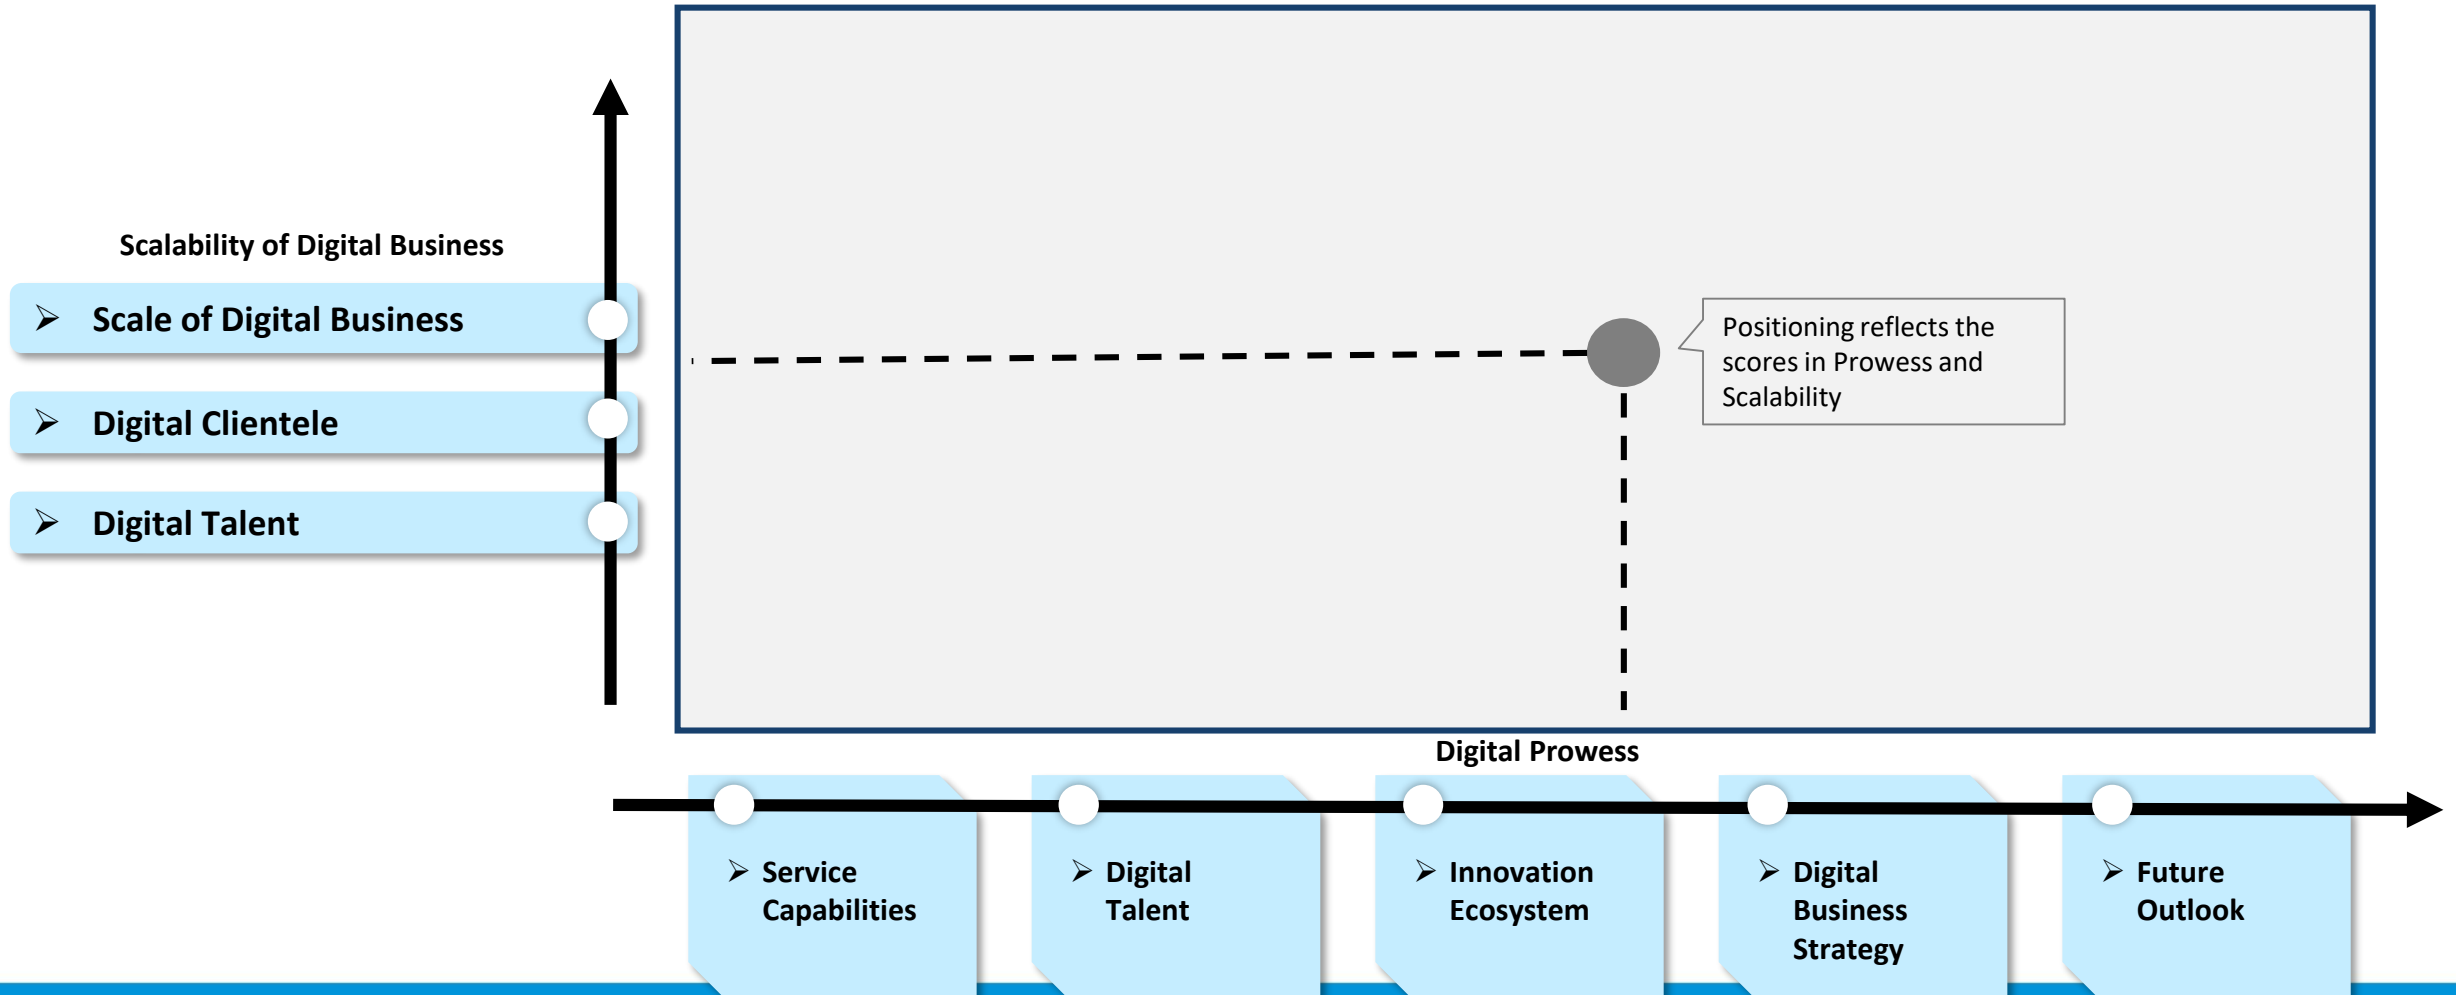 Scalability of Digital Business
➢ Scale of Digital Business
➢ Digital Clientele
➢ Digital Talent
Positioning reflects the
scores in Prowess and
Scalability
Digital Prowess
➢ Service
Capabilities
➢ Digital
Talent
➢ Innovation
Ecosystem
➢ Digital
Business
Strategy
➢ Future
Outlook